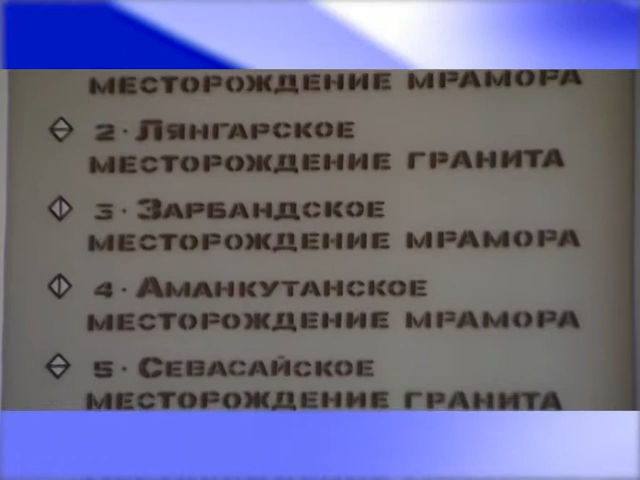 МЕСТОРОЖДЕНИЕ МРАМОРА
2 · ЛЯНГАРСКОЕ
МЕСТОРОЖДЕНИЕ ГРАНИТА
3 · ЗАРБАНДСКОЕ
МЕСТОРОЖДЕНИЕ МРАМОРА
4 · АМАНКУТАНСКОЕ
МЕСТОРОЖДЕНИЕ МРАМОРА
5 · СЕВАСАЙСКОЕ
МЕСТОРОЖДЕНИЕ ГРАНИТА